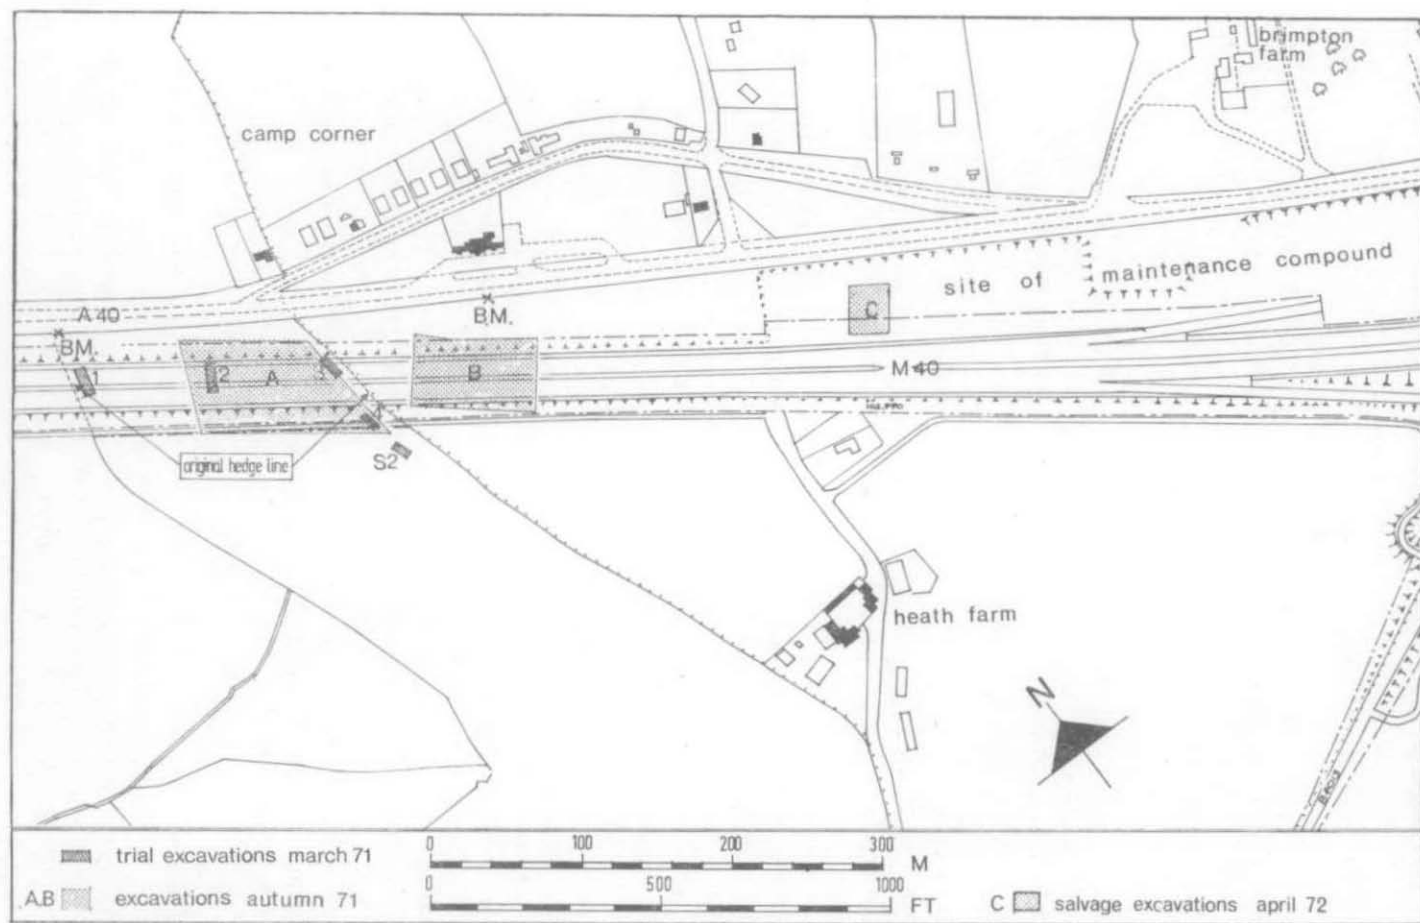 brimpton
farm
camp corner
A 40
B.M.
B.M.
site of maintenance compound
C
1
2
A
3
B
M 40
original hedge line
S2
heath farm
N
trial excavations march 71
0 100 200 300
M
A.B excavations autumn 71
0 500 1000
FT
C salvage excavations april 72